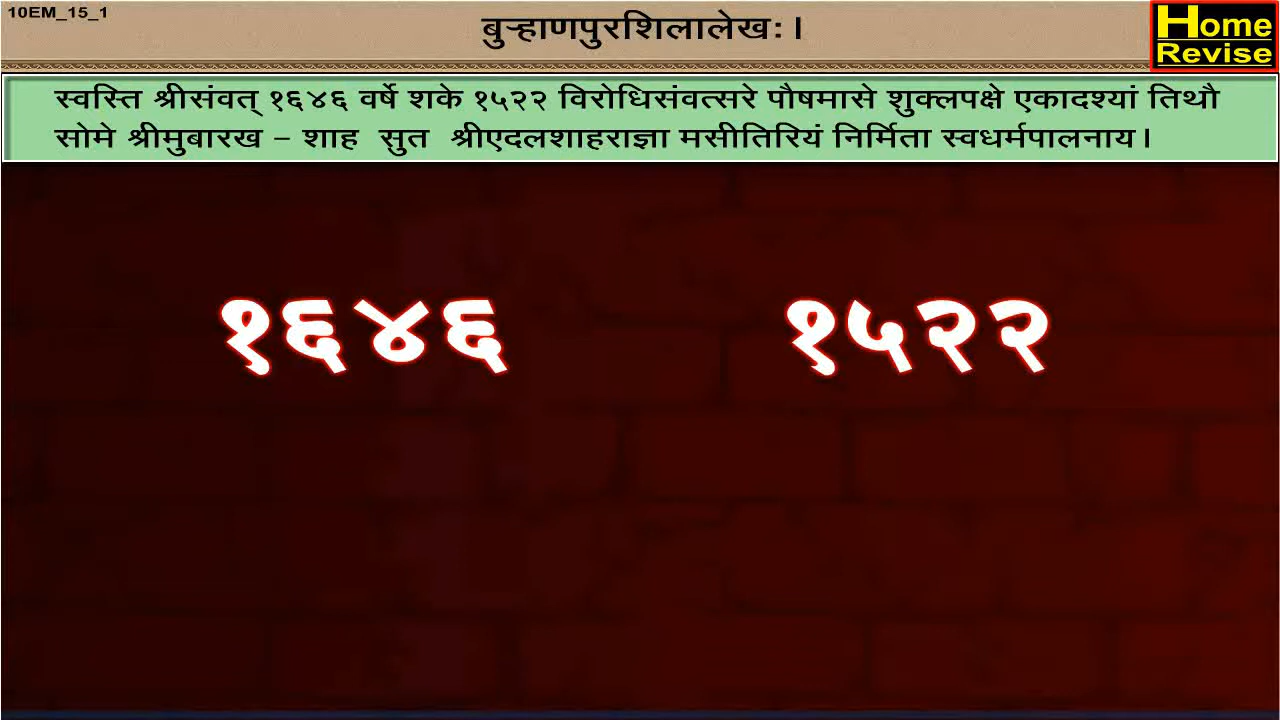 10EM_15_1
बुऱ्हाणपुरशिलालेखः।
Home
Revise
स्वस्ति श्रीसंवत् १६४६ वर्षे शके १५२२ विरोधिसंवत्सरे पौषमासे शुक्लपक्षे एकादश्यां तिथौ
सोमे श्रीमुबारख – शाह सुत श्रीएदलशाहराज्ञा मसीतिरियं निर्मिता स्वधर्मपालनाय।
१६४६ १५२२